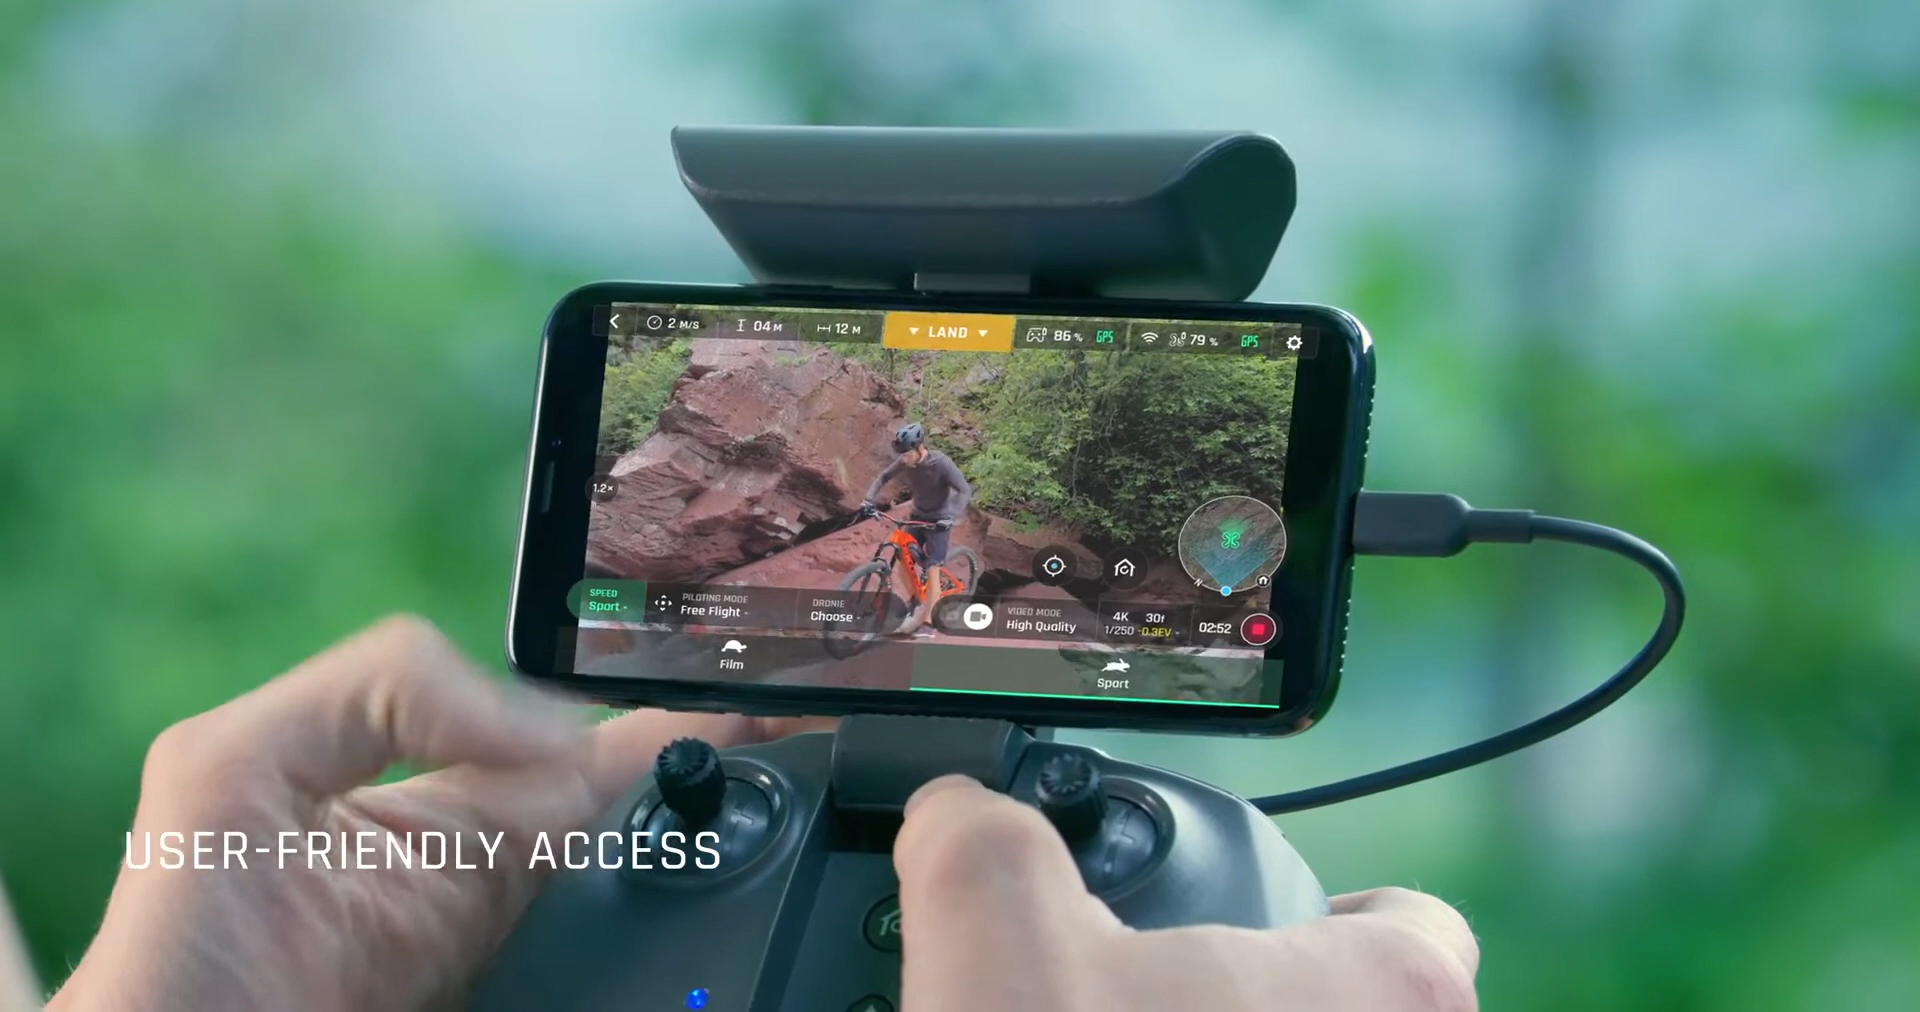 2 M/S
04 M
12 M
LAND
86 %
GPS
79 %
GPS
1.2×
N
SPEED
Sport
PILOTING MODE
Free Flight
DRONIE
Choose
VIDEO MODE
High Quality
4K 30f
1/250 -0.3EV
02:52
Film
Sport
USER-FRIENDLY ACCESS